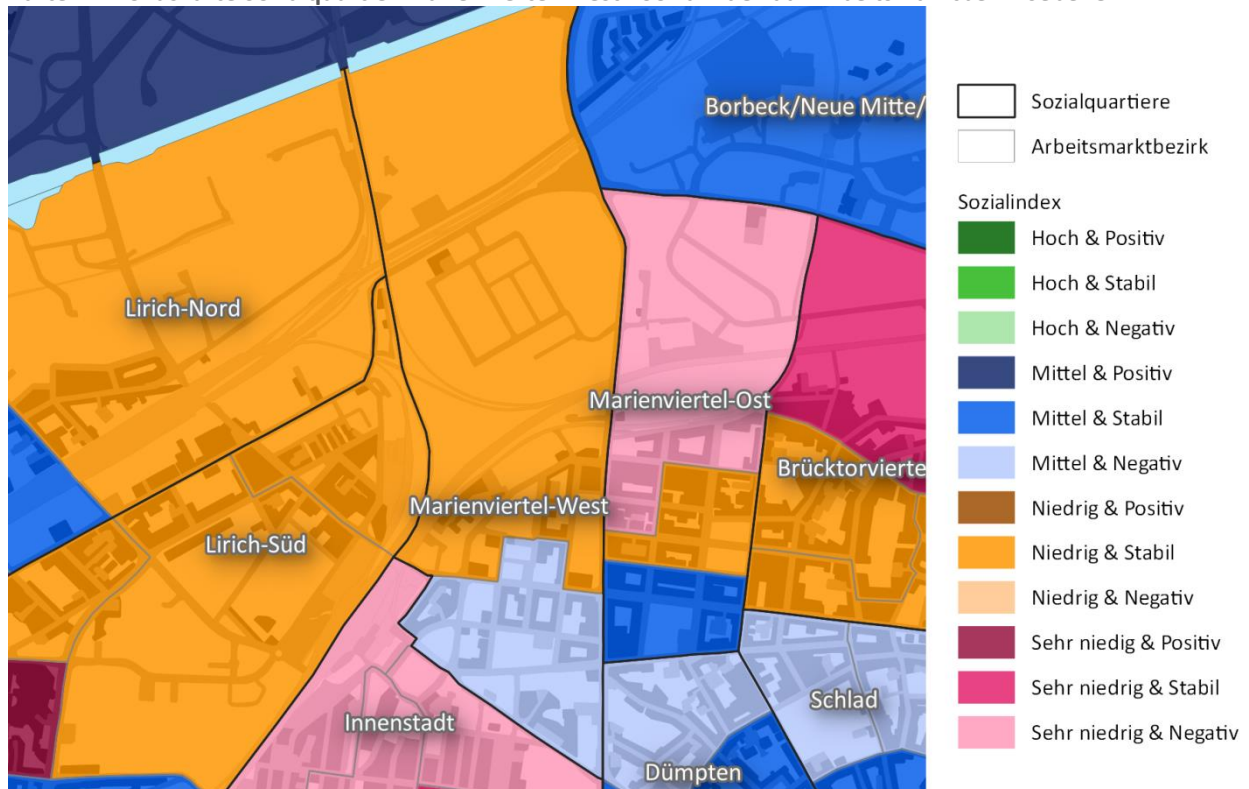 Borbeck/Neue Mitte/
Lirich-Nord
Marienviertel-Ost
Brücktorvierte
Marienviertel-West
Lirich-Süd
Schlad
Innenstadt
Dümpten
Sozialquartiere
Arbeitsmarktbezirk
Sozialindex
Hoch & Positiv
Hoch & Stabil
Hoch & Negativ
Mittel & Positiv
Mittel & Stabil
Mittel & Negativ
Niedrig & Positiv
Niedrig & Stabil
Niedrig & Negativ
Sehr niedig & Positiv
Sehr niedrig & Stabil
Sehr niedrig & Negativ